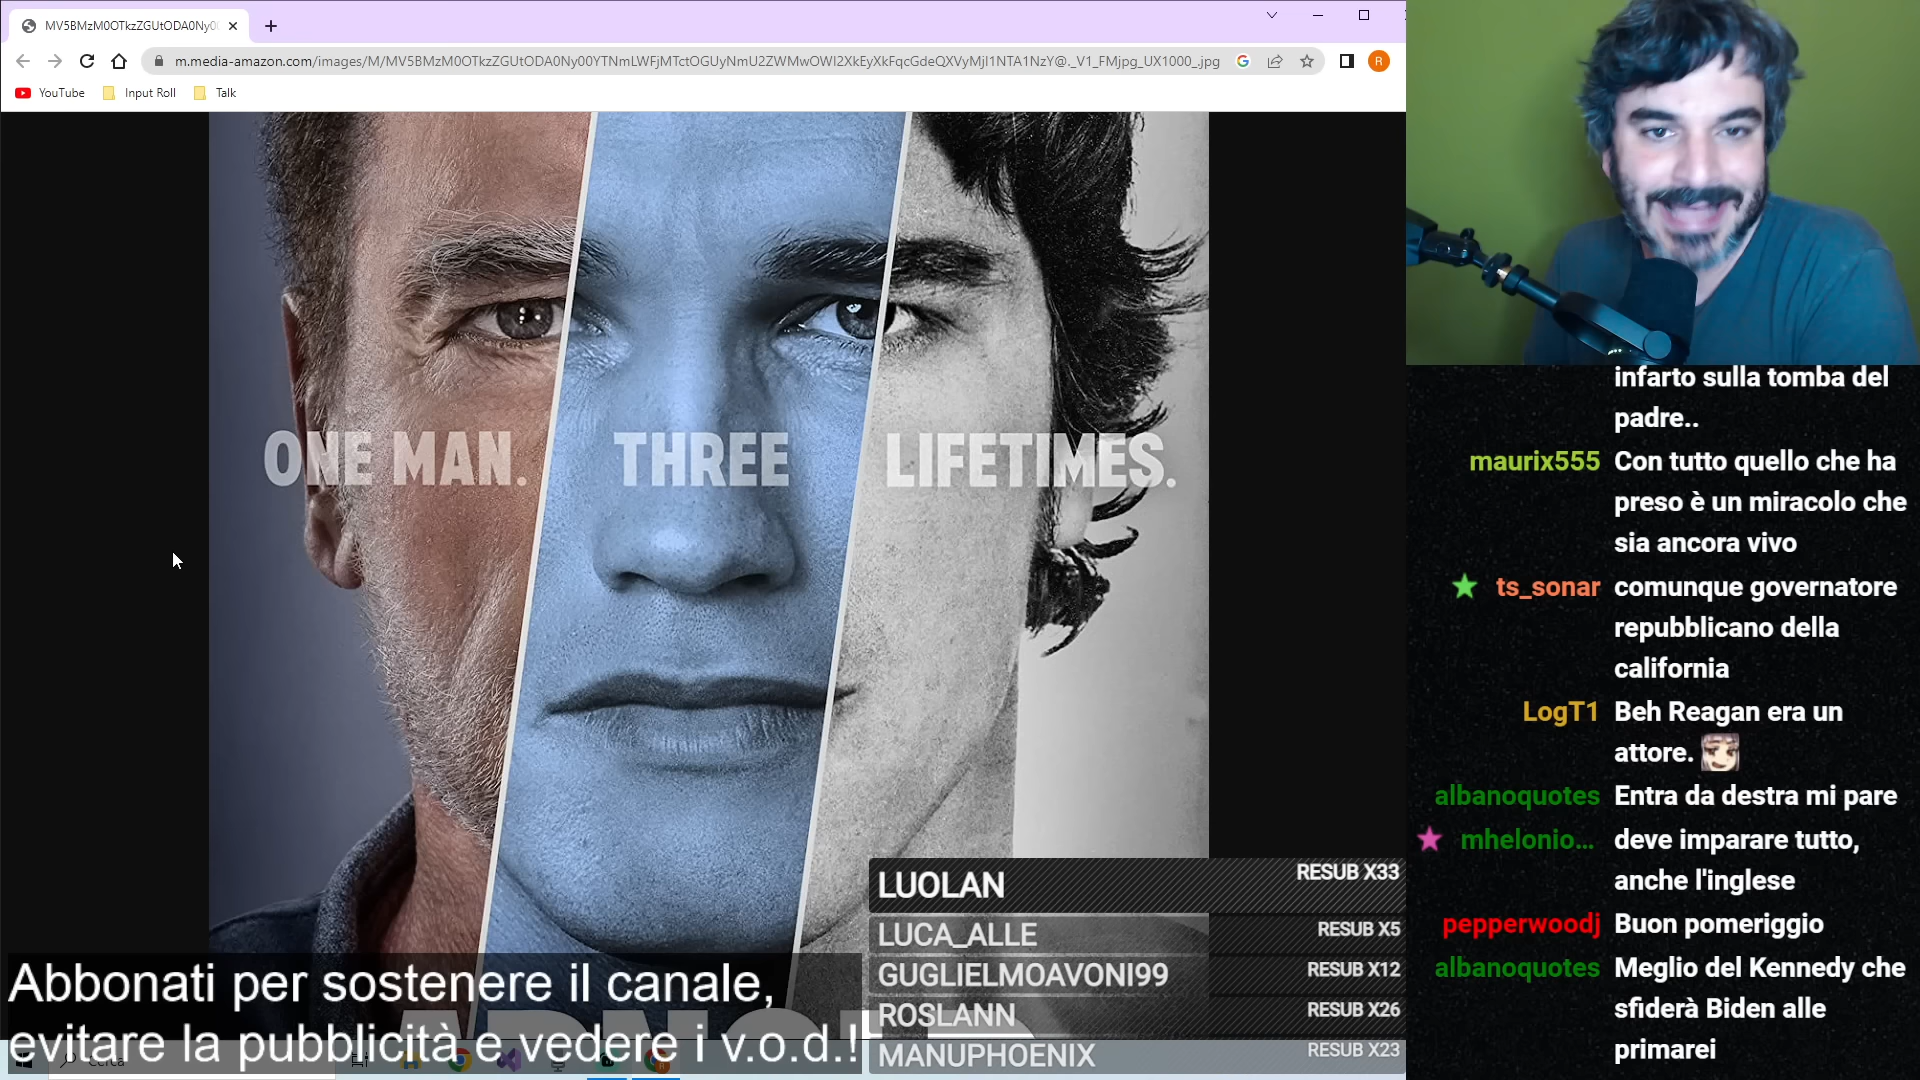 MV5BMzM0OTkzZGUtODA0Ny0
m.media-amazon.com/images/M/MV5BMzM0OTkzZGUtODA0Ny00YTNmLWFjMTctOGUyNmU2ZWMwOWI2XkEyXkFqcGdeQXVyMjI1NTA1NzY@._V1_FMjpg_UX1000_.jpg
R
YouTube
Input Roll
Talk
ONE MAN. THREE LIFETIMES.
infarto sulla tomba del
padre..
maurix555 Con tutto quello che ha
preso è un miracolo che
sia ancora vivo
ts_sonar comunque governatore
repubblicano della
california
LogT1 Beh Reagan era un
attore.
albanoquotes Entra da destra mi pare
mhelonio... deve imparare tutto,
anche l'inglese
pepperwoodj Buon pomeriggio
albanoquotes Meglio del Kennedy che
sfiderà Biden alle
primarei
LUOLAN RESUB X33
LUCA_ALLE RESUB X5
GUGLIELMOAVONI99 RESUB X12
ROSLANN RESUB X26
MANUPHOENIX RESUB X23
Abbonati per sostenere il canale,
evitare la pubblicità e vedere i v.o.d.!
Cerca